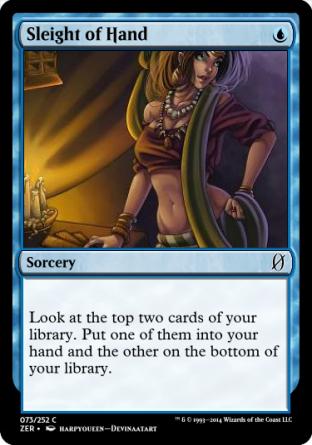 Sleight of Hand
Sorcery
Look at the top two cards of your
library. Put one of them into your
hand and the other on the bottom of
your library.
073/252 C
ZER • HARPYQUEEN—DEVINAATART
™ & © 1993–2014 Wizards of the Coast LLC